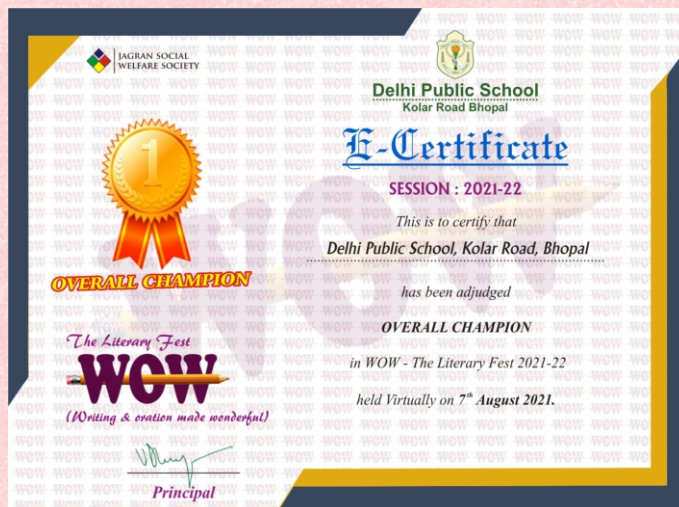 JAGRAN SOCIAL
WELFARE SOCIETY
1
OVERALL CHAMPION
The Literary Fest
WOW
(Writing & oration made wonderful)
Principal
Delhi Public School
Kolar Road Bhopal
E-Certificate
SESSION : 2021-22
This is to certify that
Delhi Public School, Kolar Road, Bhopal
has been adjudged
OVERALL CHAMPION
in WOW - The Literary Fest 2021-22
held Virtually on 7th August 2021.